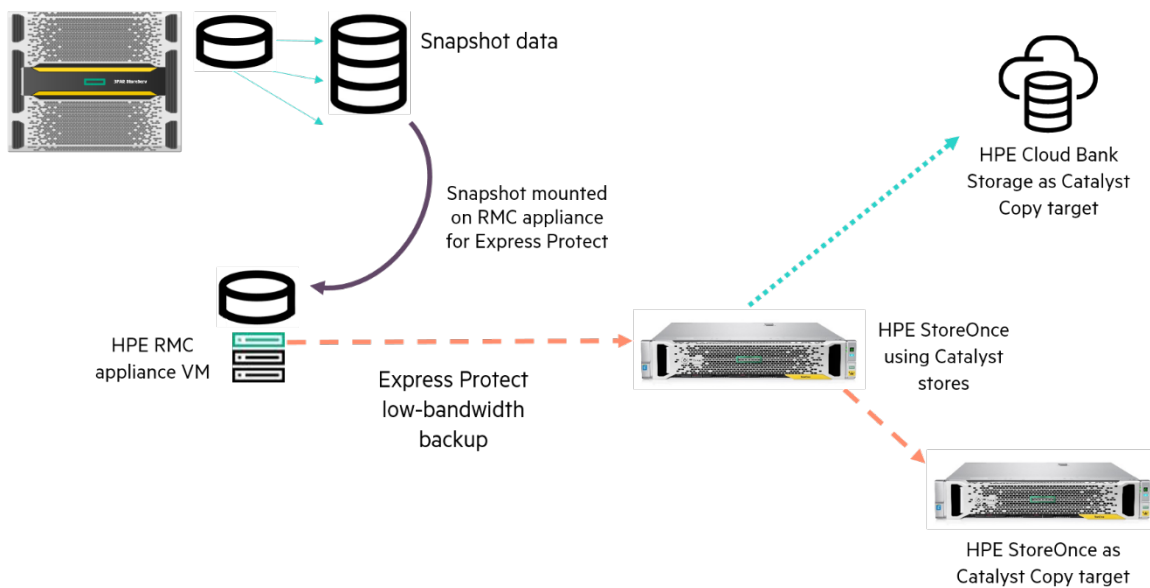 Snapshot data
HPE Cloud Bank
Storage as Catalyst
Copy target
Snapshot mounted
on RMC appliance
for Express Protect
HPE RMC
appliance VM
Express Protect
low-bandwidth
backup
HPE StoreOnce
using Catalyst
stores
HPE StoreOnce as
Catalyst Copy target